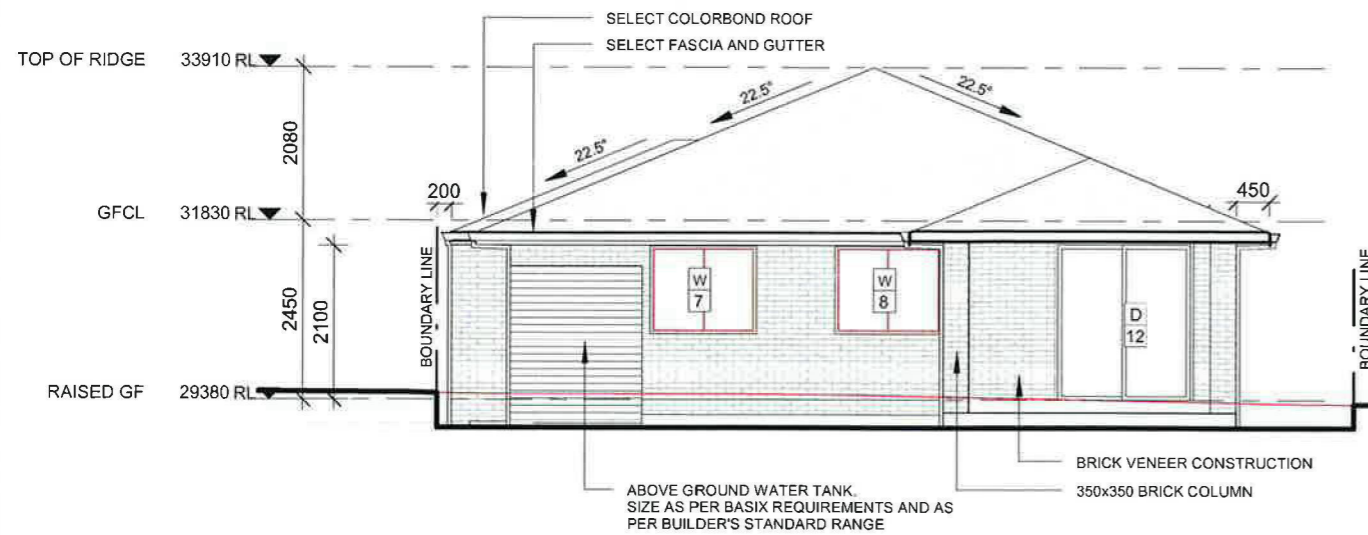 SELECT COLORBOND ROOF
SELECT FASCIA AND GUTTER
TOP OF RIDGE 33910 RL
22.5°
22.5°
22.5°
2080
200
450
GFCL 31830 RL
BOUNDARY LINE
BOUNDARY LINE
W
7
W
8
D
12
2450
2100
RAISED GF 29380 RL
BRICK VENEER CONSTRUCTION
350x350 BRICK COLUMN
ABOVE GROUND WATER TANK.
SIZE AS PER BASIX REQUIREMENTS AND AS
PER BUILDER'S STANDARD RANGE